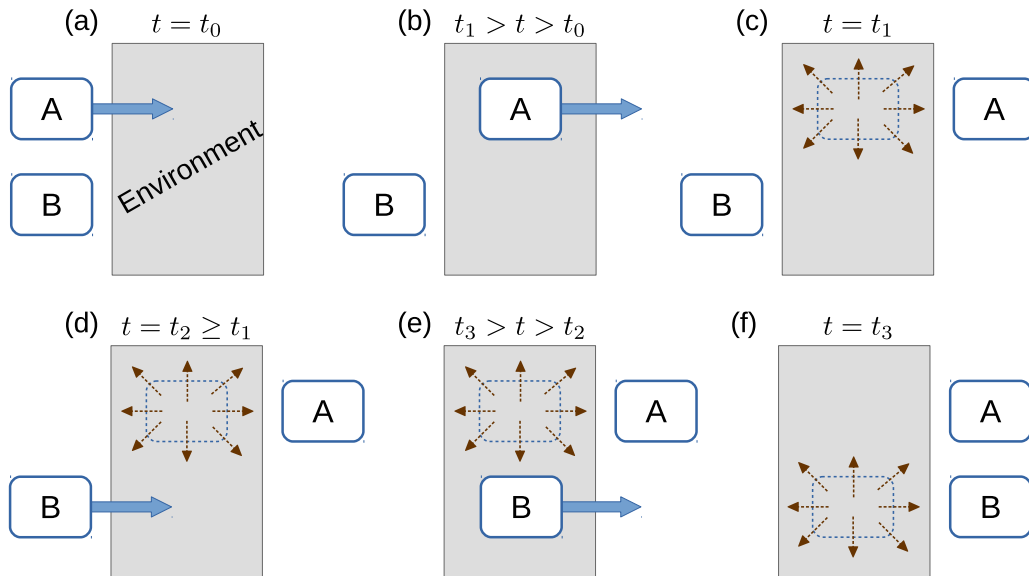 (a) t = t₀
A
Environment
B
(b) t₁ > t > t₀
A
B
(c) t = t₁
A
B
(d) t = t₂ ≥ t₁
A
B
(e) t₃ > t > t₂
A
B
(f) t = t₃
A
B